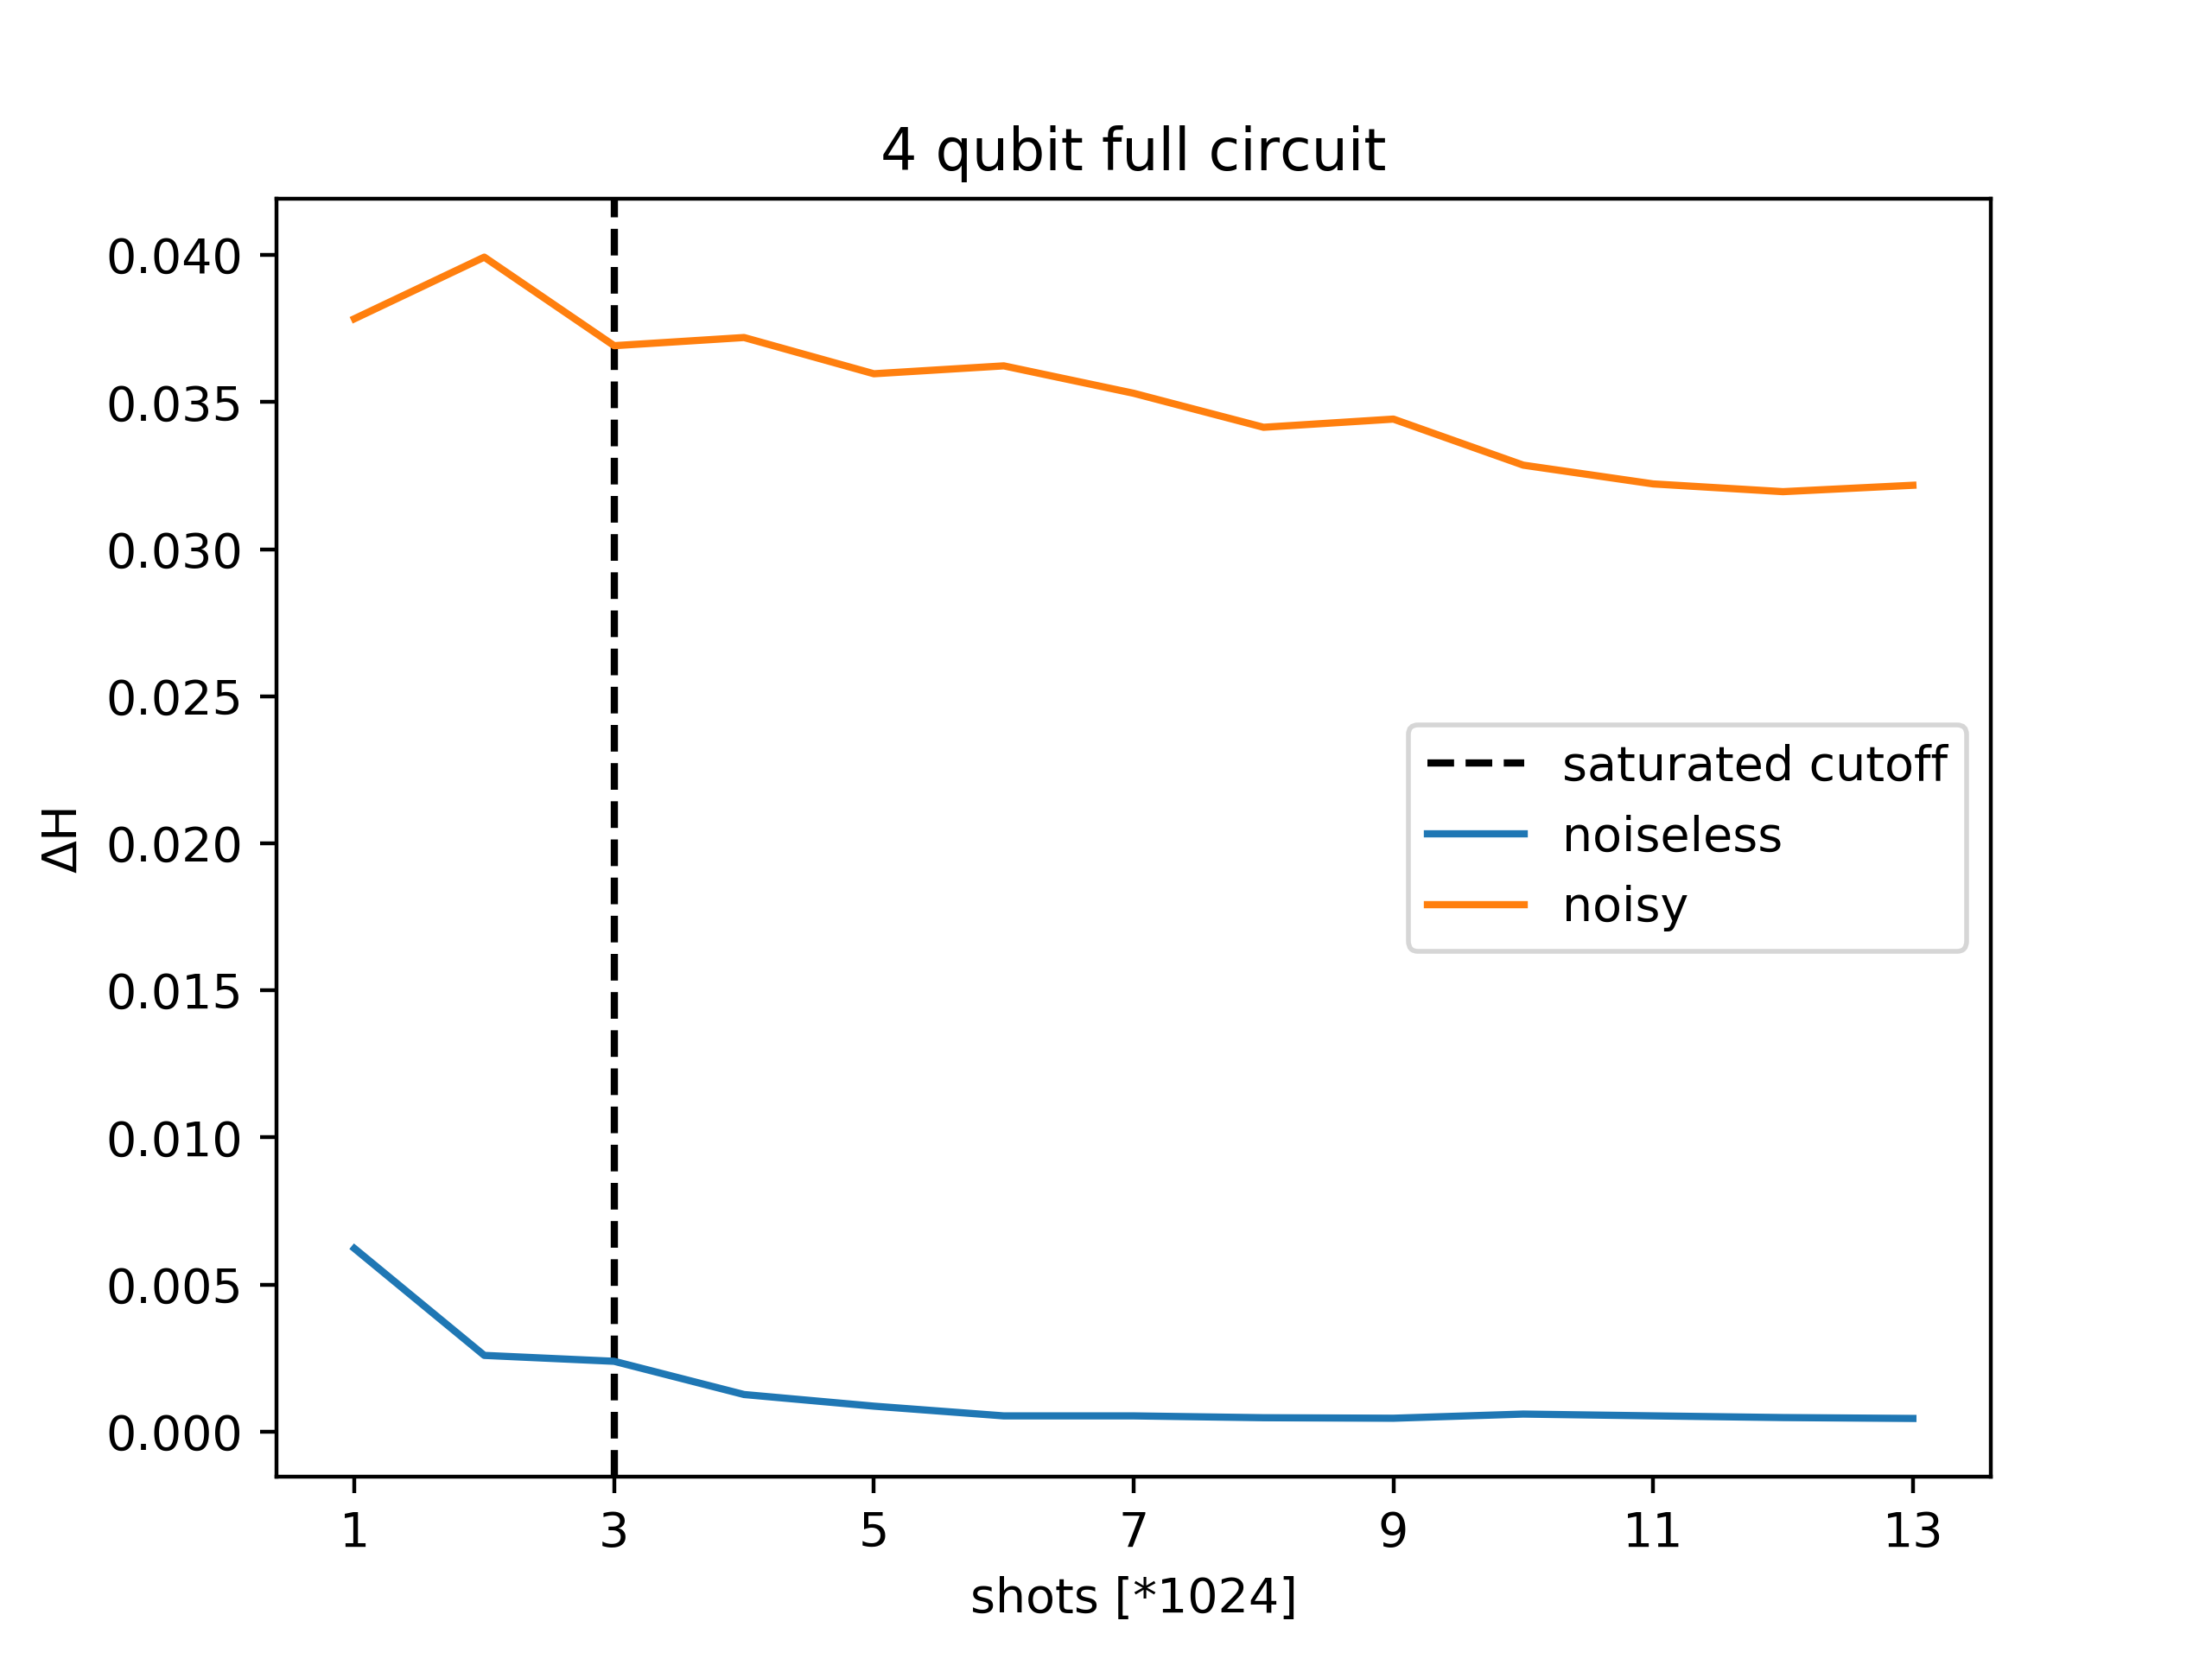 4 qubit full circuit
0.040
0.035
0.030
0.025
0.020
0.015
0.010
0.005
0.000
ΔH
saturated cutoff
noiseless
noisy
1 3 5 7 9 11 13
shots [*1024]